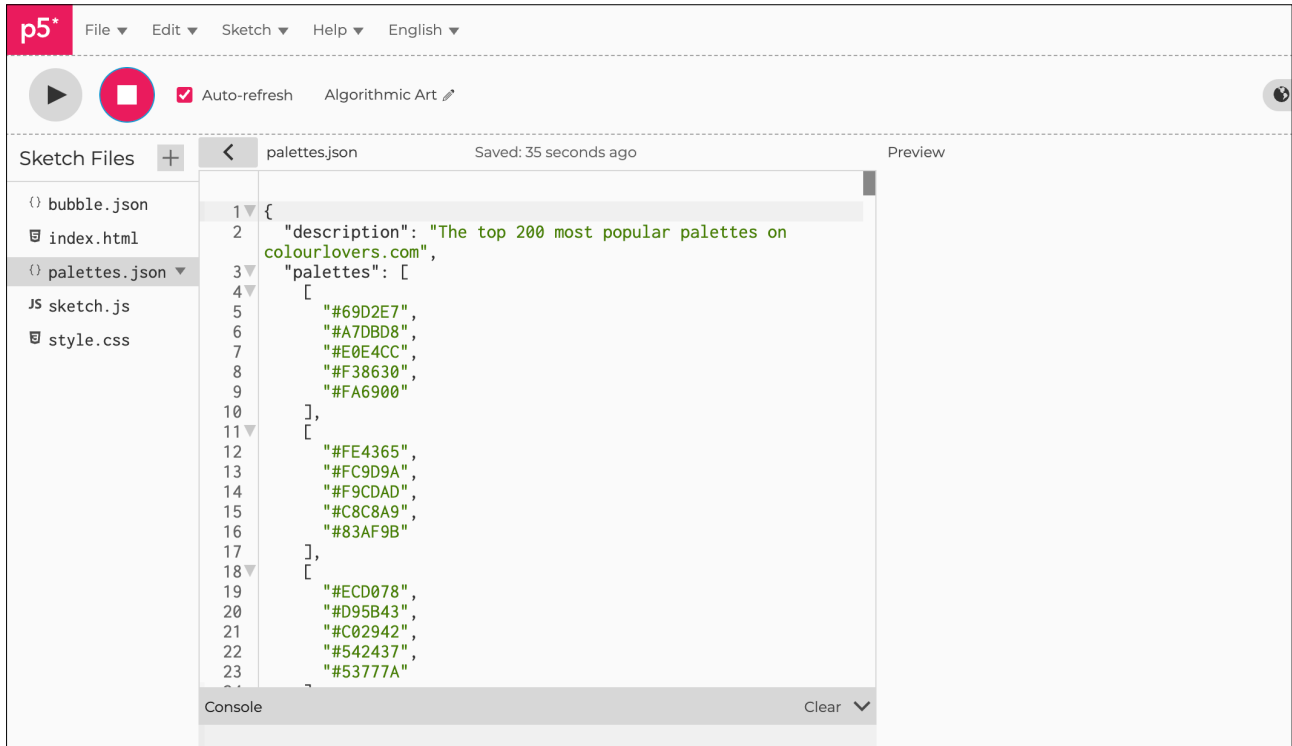 p5* File Edit Sketch Help English
Auto-refresh Algorithmic Art
Sketch Files +
{} bubble.json
index.html
{} palettes.json
JS sketch.js
style.css
palettes.json Saved: 35 seconds ago
1 {
2 "description": "The top 200 most popular palettes on
colourlovers.com",
3 "palettes": [
4 [
5 "#69D2E7",
6 "#A7DBD8",
7 "#E0E4CC",
8 "#F38630",
9 "#FA6900"
10 ],
11 [
12 "#FE4365",
13 "#FC9D9A",
14 "#F9CDAD",
15 "#C8C8A9",
16 "#83AF9B"
17 ],
18 [
19 "#ECD078",
20 "#D95B43",
21 "#C02942",
22 "#542437",
23 "#53777A"
Console Clear
Preview